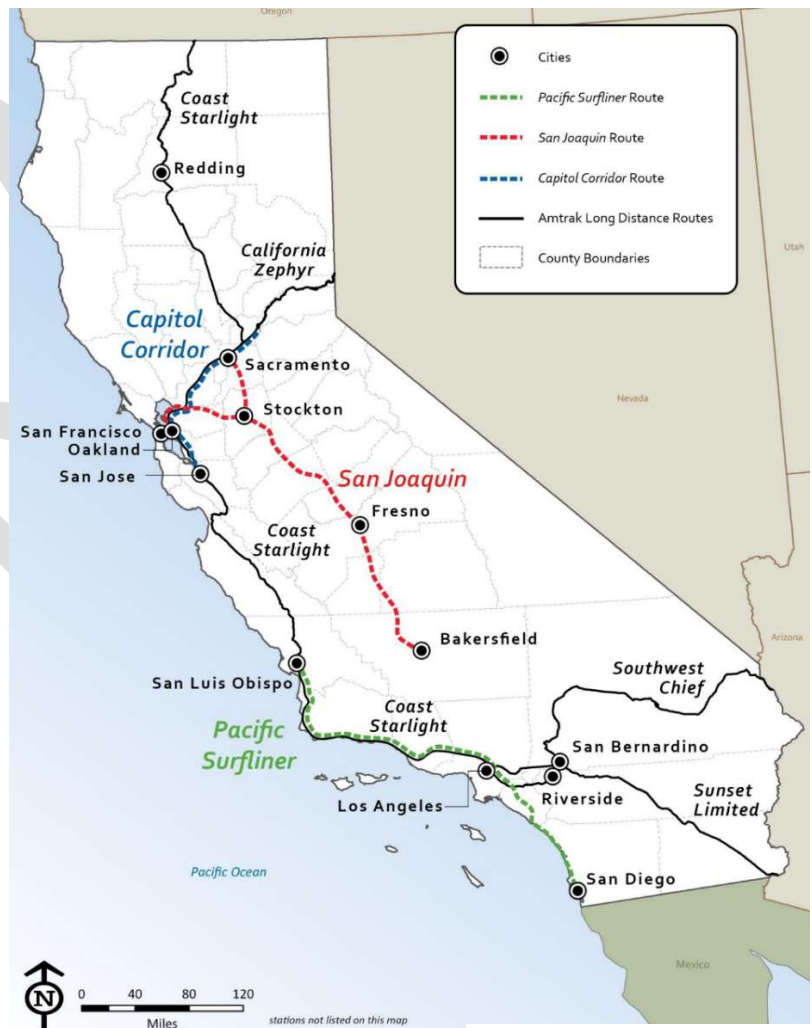 Oregon
Cities
Pacific Surfliner Route
San Joaquin Route
Capitol Corridor Route
Amtrak Long Distance Routes
County Boundaries
Coast
Starlight
Redding
California
Zephyr
Utah
Capitol
Corridor
Sacramento
Stockton
Nevada
San Francisco
Oakland
San Jose
San Joaquin
Fresno
Coast
Starlight
Bakersfield
Arizona
San Luis Obispo
Southwest
Chief
Coast
Starlight
Pacific
Surfliner
San Bernardino
Los Angeles
Riverside
Sunset
Limited
Pacific Ocean
San Diego
Mexico
N
0 40 80 120
Miles
stations not listed on this map